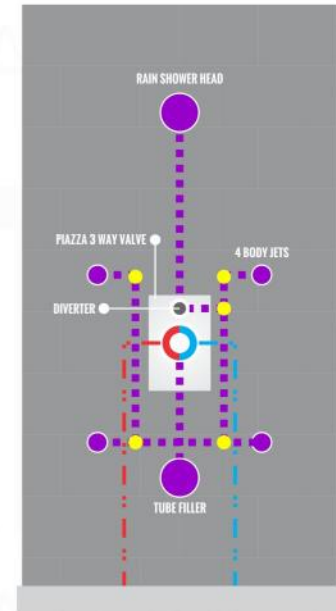 RAIN SHOWER HEAD
PIAZZA 3 WAY VALVE
4 BODY JETS
DIVERTER
TUBE FILLER